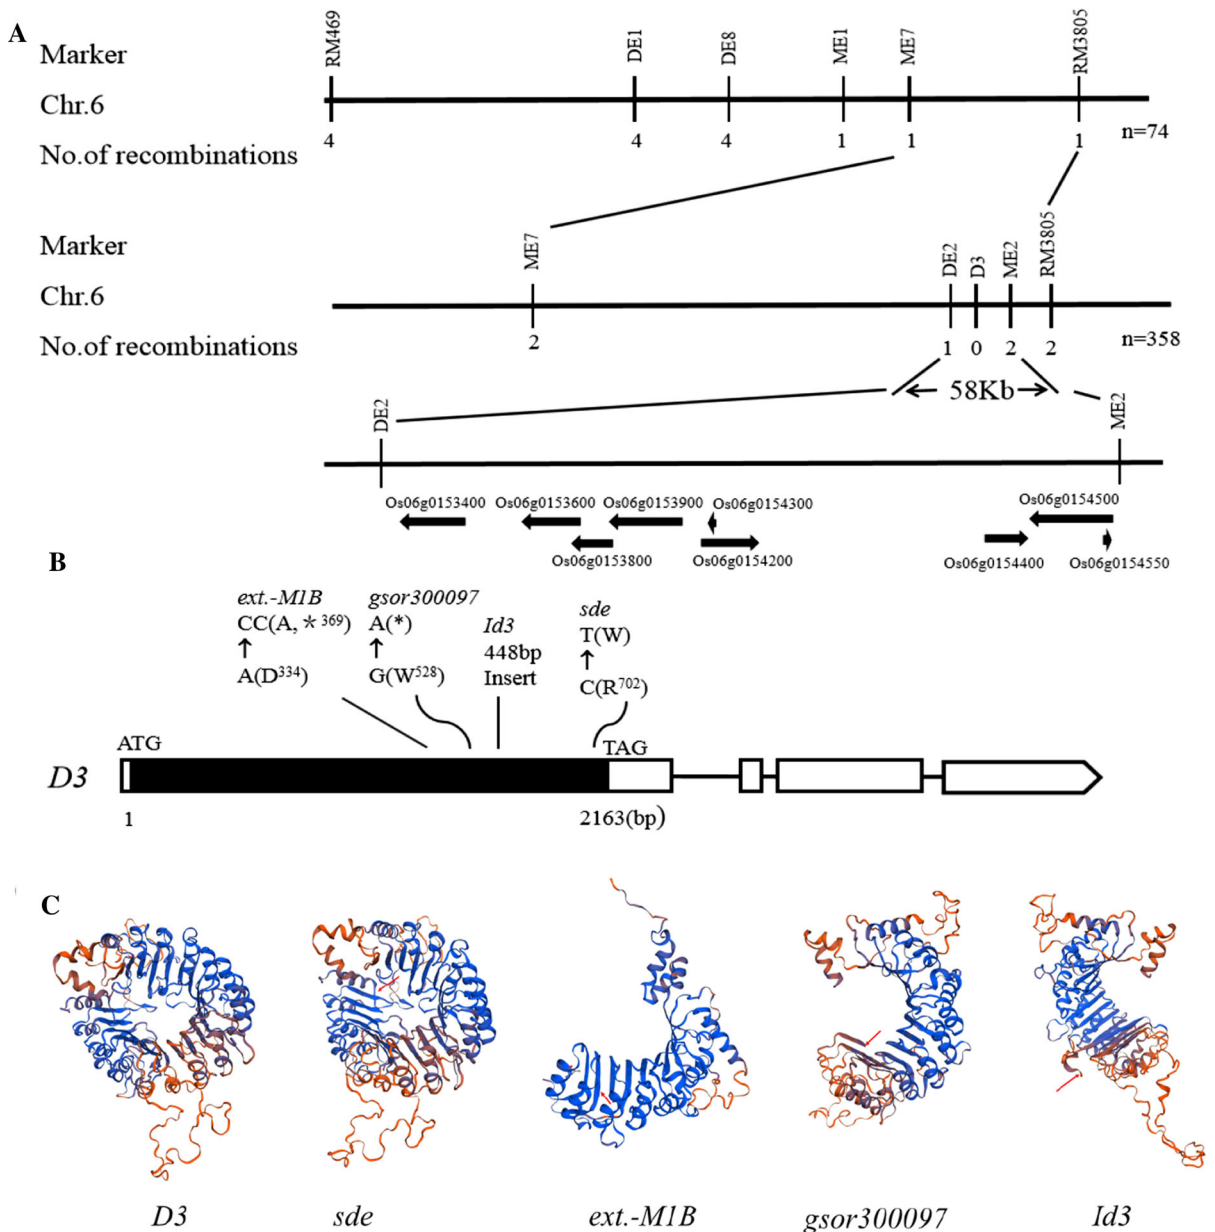 A
Marker
RM469
DE1
DE8
ME1
ME7
RM3805
Chr.6
4
4
4
1
1
1
n=74
No.of recombinations
Marker
ME7
DE2
D3
ME2
RM3805
Chr.6
No.of recombinations
2
1
0
2
2
n=358
58Kb
DE2
ME2
Os06g0153400
Os06g0153600
Os06g0153900
Os06g0154300
Os06g0154500
Os06g0153800
Os06g0154200
Os06g0154400
Os06g0154550
B
ext.-M1B
CC(A, *369)
↑
A(D334)
gsor300097
A(*)
↑
G(W528)
Id3
448bp
Insert
sde
T(W)
↑
C(R702)
ATG
TAG
D3
1
2163(bp)
C
D3
sde
ext.-M1B
gsor300097
Id3